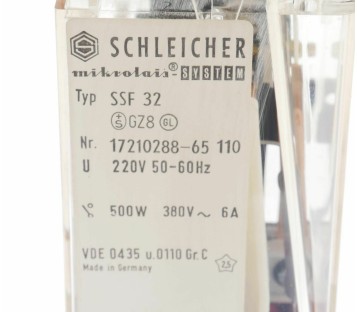 SCHLEICHER
mikrolais®-SYSTEM
Typ SSF 32
GZ8 GL
Nr. 17210288-65 110
U 220V 50-60Hz
500W 380V~ 6A
VDE 0435 u.0110 Gr.C
Made in Germany